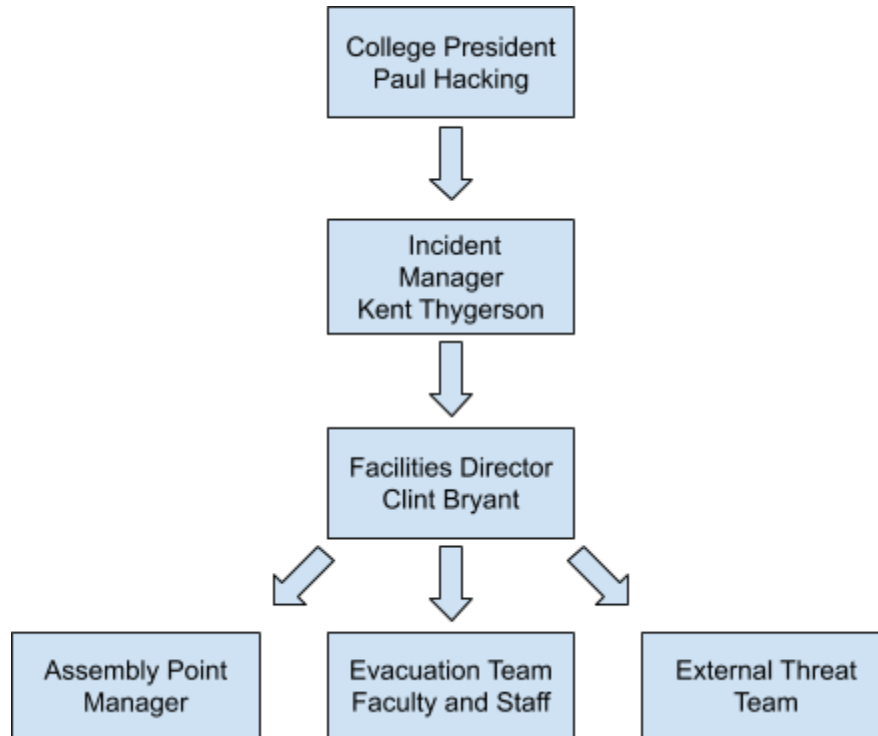 College President
Paul Hacking
Incident
Manager
Kent Thygerson
Facilities Director
Clint Bryant
Assembly Point
Manager
Evacuation Team
Faculty and Staff
External Threat
Team